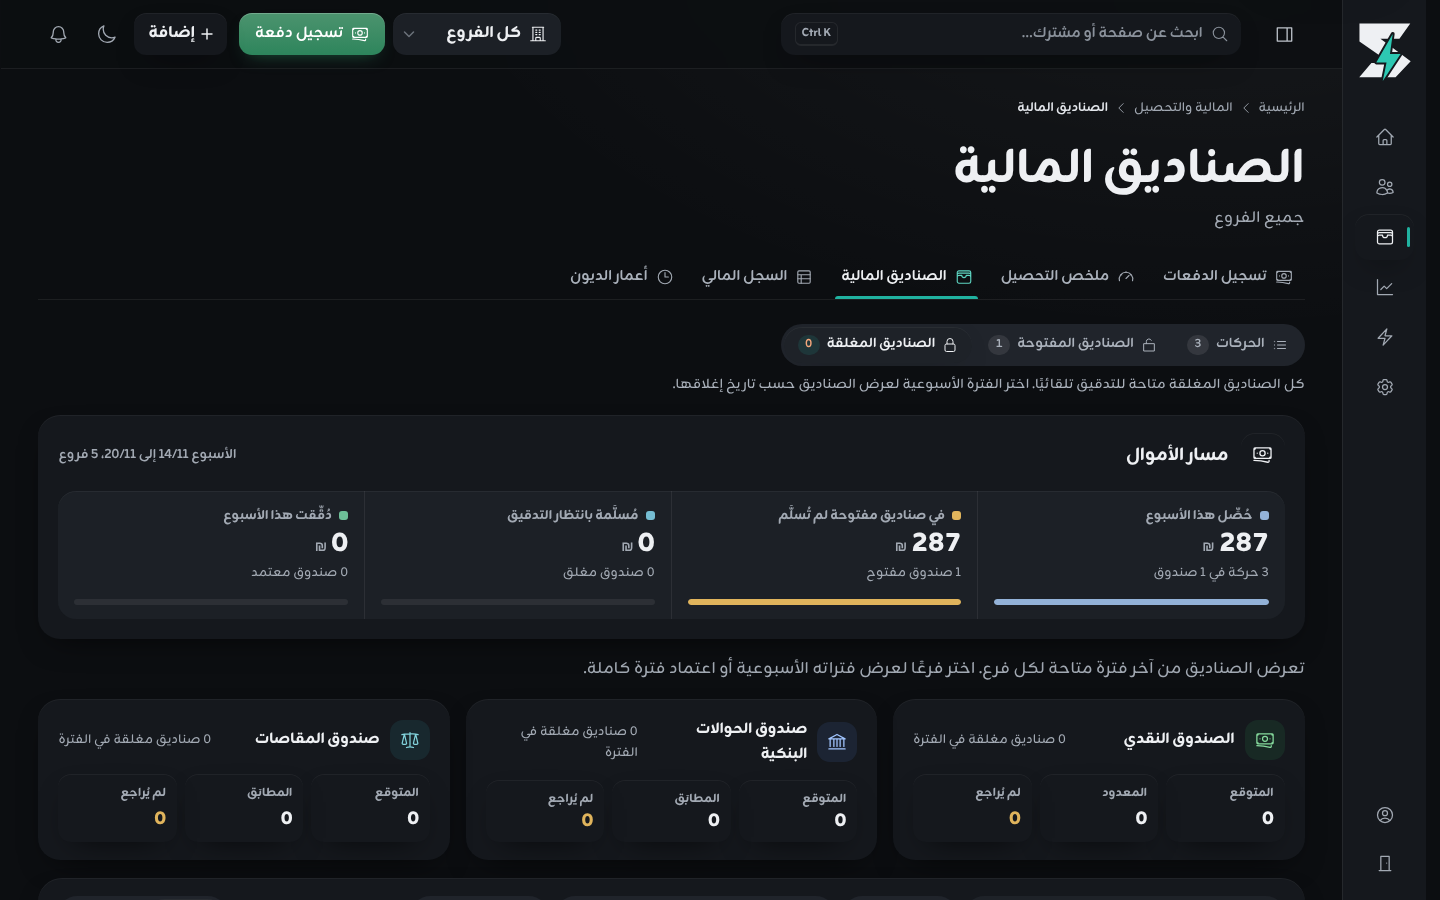 ابحث عن صفحة أو مشترك...
Ctrl K
كل الفروع
تسجيل دفعة
إضافة
الرئيسية
المالية والتحصيل
الصناديق المالية
الصناديق المالية
جميع الفروع
تسجيل الدفعات
ملخص التحصيل
الصناديق المالية
السجل المالي
أعمار الديون
الحركات 3
الصناديق المفتوحة 1
الصناديق المغلقة 0
كل الصناديق المغلقة متاحة للتدقيق تلقائيًا. اختر الفترة الأسبوعية لعرض الصناديق حسب تاريخ إغلاقها.
مسار الأموال
الأسبوع 14/11 إلى 20/11، 5 فروع
حُصّل هذا الأسبوع
287 ₪
3 حركة في 1 صندوق
في صناديق مفتوحة لم تُسلَّم
287 ₪
1 صندوق مفتوح
مُسلَّمة بانتظار التدقيق
0 ₪
0 صندوق مغلق
دُقّقت هذا الأسبوع
0 ₪
0 صندوق معتمد
تعرض الصناديق من آخر فترة متاحة لكل فرع. اختر فرعًا لعرض فتراته الأسبوعية أو اعتماد فترة كاملة.
الصندوق النقدي
0 صناديق مغلقة في الفترة
المتوقع
0
المعدود
0
لم يُراجع
0
صندوق الحوالات
البنكية
0 صناديق مغلقة في
الفترة
المتوقع
0
المطابَق
0
لم يُراجع
0
صندوق المقاصات
0 صناديق مغلقة في الفترة
المتوقع
0
المطابَق
0
لم يُراجع
0